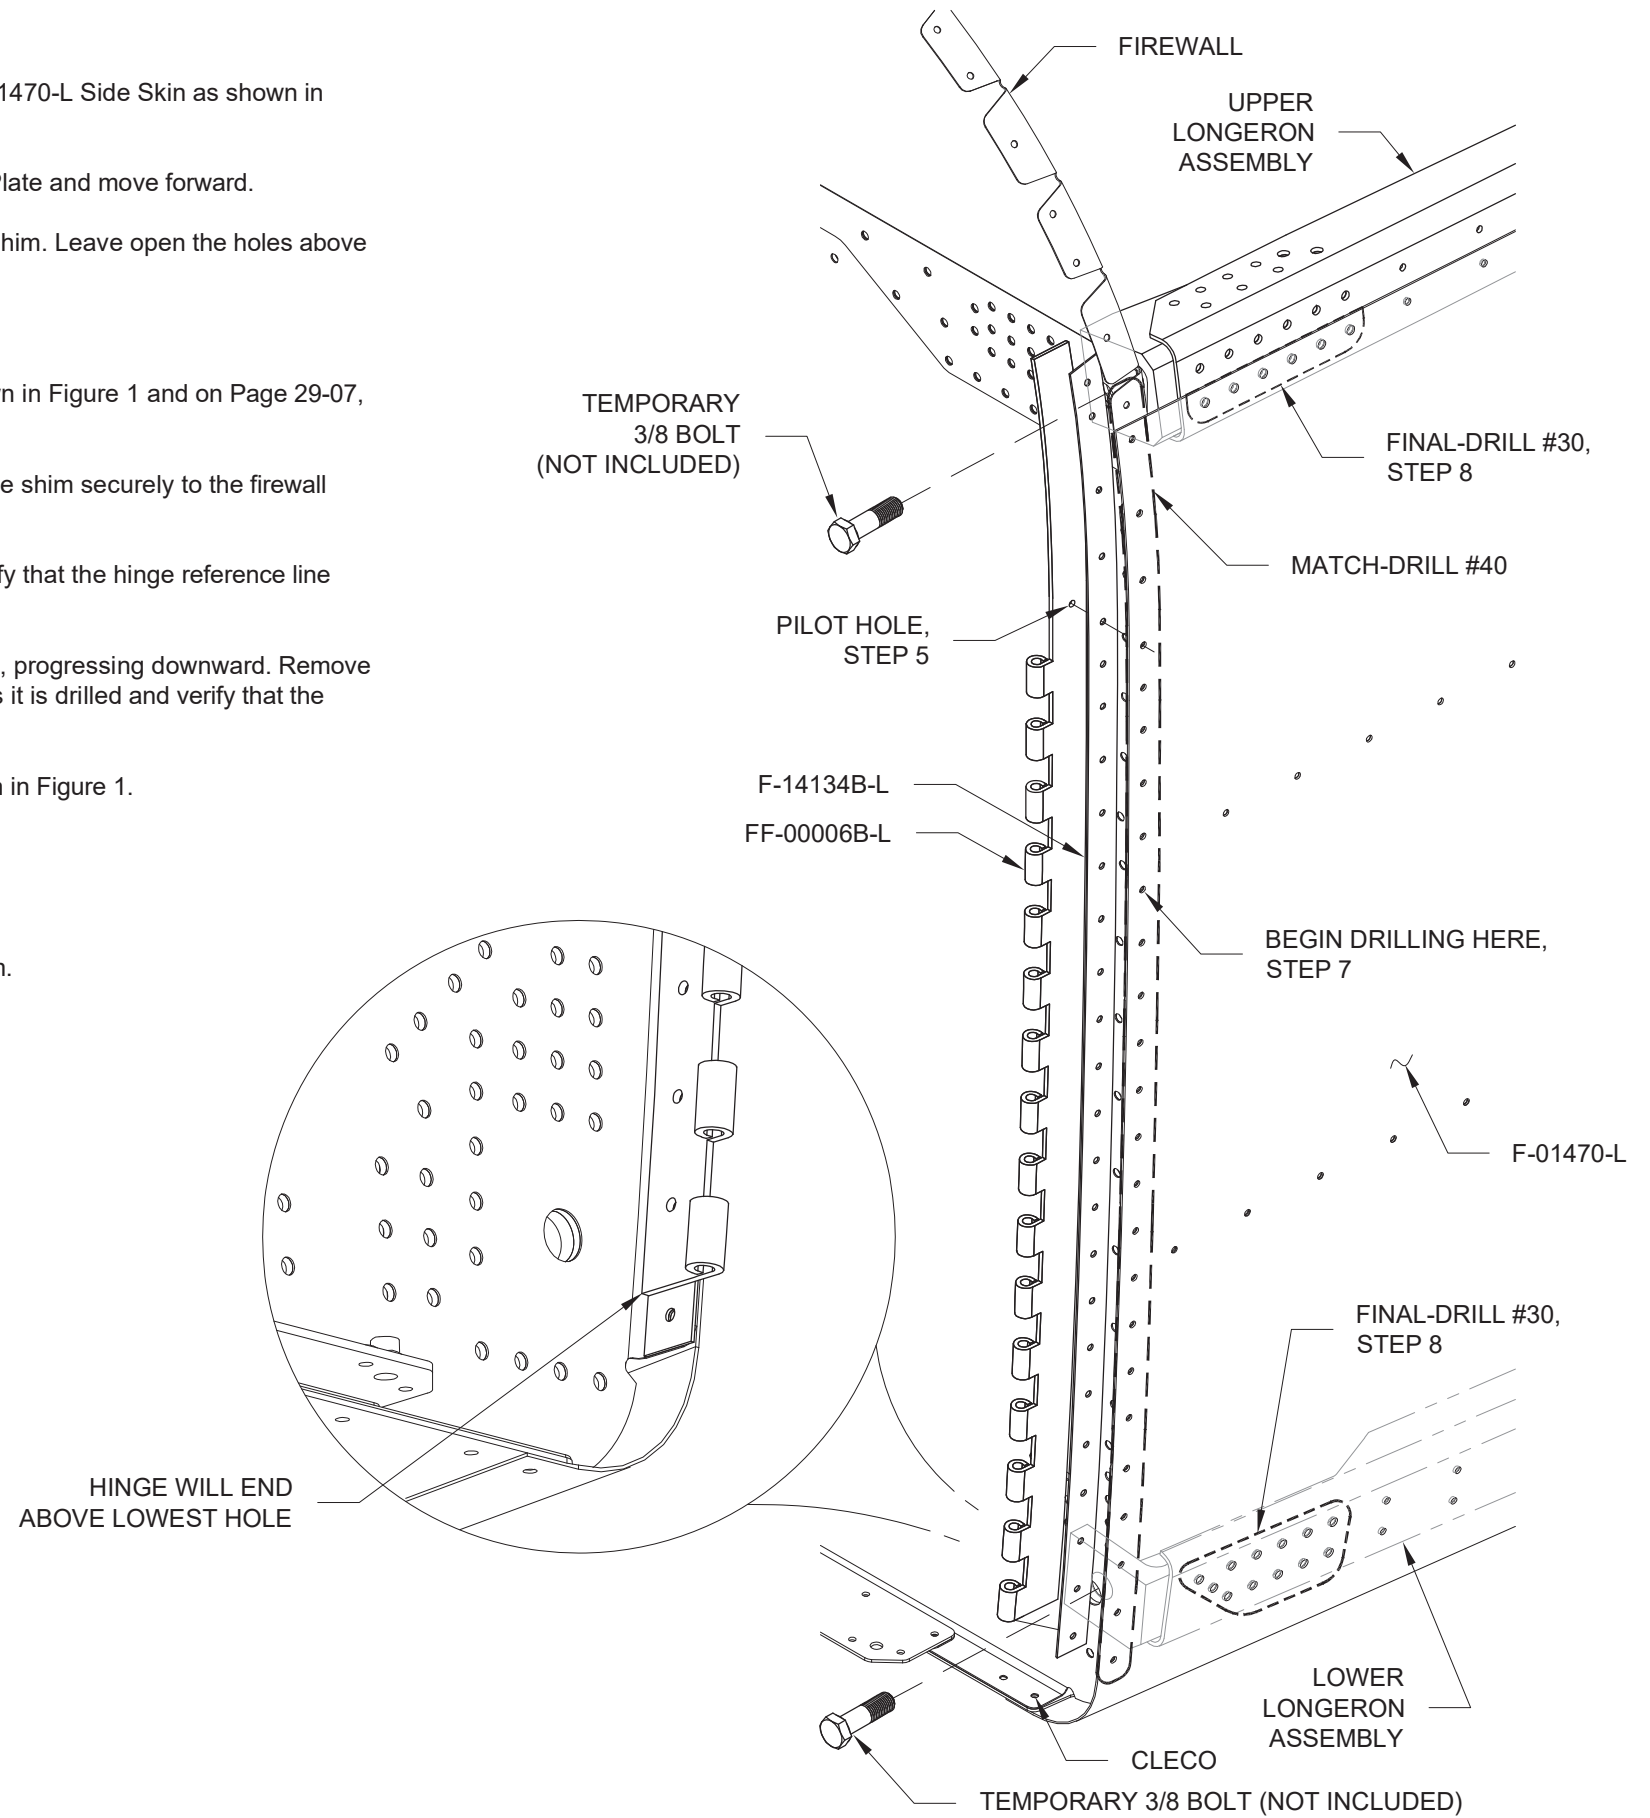 1470-L Side Skin as shown in
Plate and move forward.
him. Leave open the holes above
n in Figure 1 and on Page 29-07,
e shim securely to the firewall
fy that the hinge reference line
, progressing downward. Remove
s it is drilled and verify that the
n in Figure 1.
n.
FIREWALL
UPPER
LONGERON
ASSEMBLY
TEMPORARY
3/8 BOLT
(NOT INCLUDED)
FINAL-DRILL #30,
STEP 8
MATCH-DRILL #40
PILOT HOLE,
STEP 5
F-14134B-L
FF-00006B-L
BEGIN DRILLING HERE,
STEP 7
F-01470-L
FINAL-DRILL #30,
STEP 8
HINGE WILL END
ABOVE LOWEST HOLE
LOWER
LONGERON
ASSEMBLY
CLECO
TEMPORARY 3/8 BOLT (NOT INCLUDED)